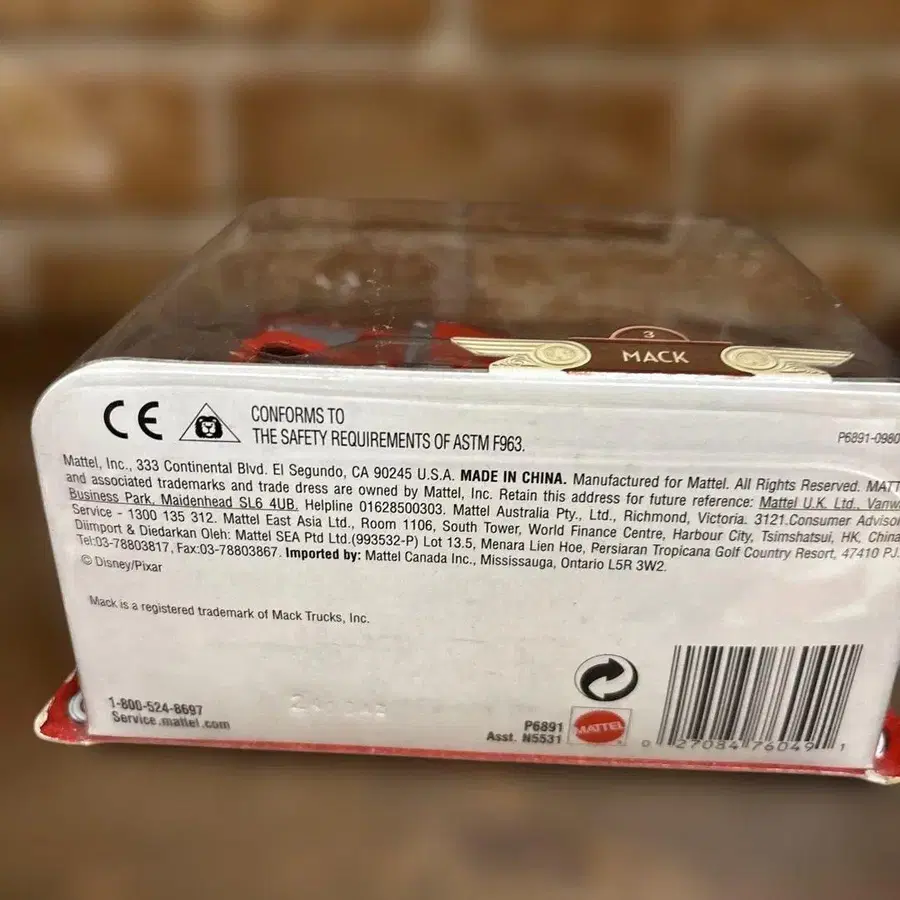 3
MACK
CE
CONFORMS TO
THE SAFETY REQUIREMENTS OF ASTM F963.
P6891-0980
Mattel, Inc., 333 Continental Blvd. El Segundo, CA 90245 U.S.A. MADE IN CHINA. Manufactured for Mattel. All Rights Reserved. MATT
and associated trademarks and trade dress are owned by Mattel, Inc. Retain this address for future reference: Mattel U.K. Ltd., Vanw
Business Park, Maidenhead SL6 4UB. Helpline 01628500303. Mattel Australia Pty., Ltd., Richmond, Victoria. 3121.Consumer Advisor
Service - 1300 135 312. Mattel East Asia Ltd., Room 1106, South Tower, World Finance Centre, Harbour City, Tsimshatsui, HK, China
Diimport & Diedarkan Oleh: Mattel SEA Ptd Ltd.(993532-P) Lot 13.5, Menara Lien Hoe, Persiaran Tropicana Golf Country Resort, 47410 PJ.
Tel:03-78803817, Fax:03-78803867. Imported by: Mattel Canada Inc., Mississauga, Ontario L5R 3W2.
© Disney/Pixar
Mack is a registered trademark of Mack Trucks, Inc.
1-800-524-8697
Service.mattel.com
P6891
Asst. N5531
MATTEL
0 27084 76049 1